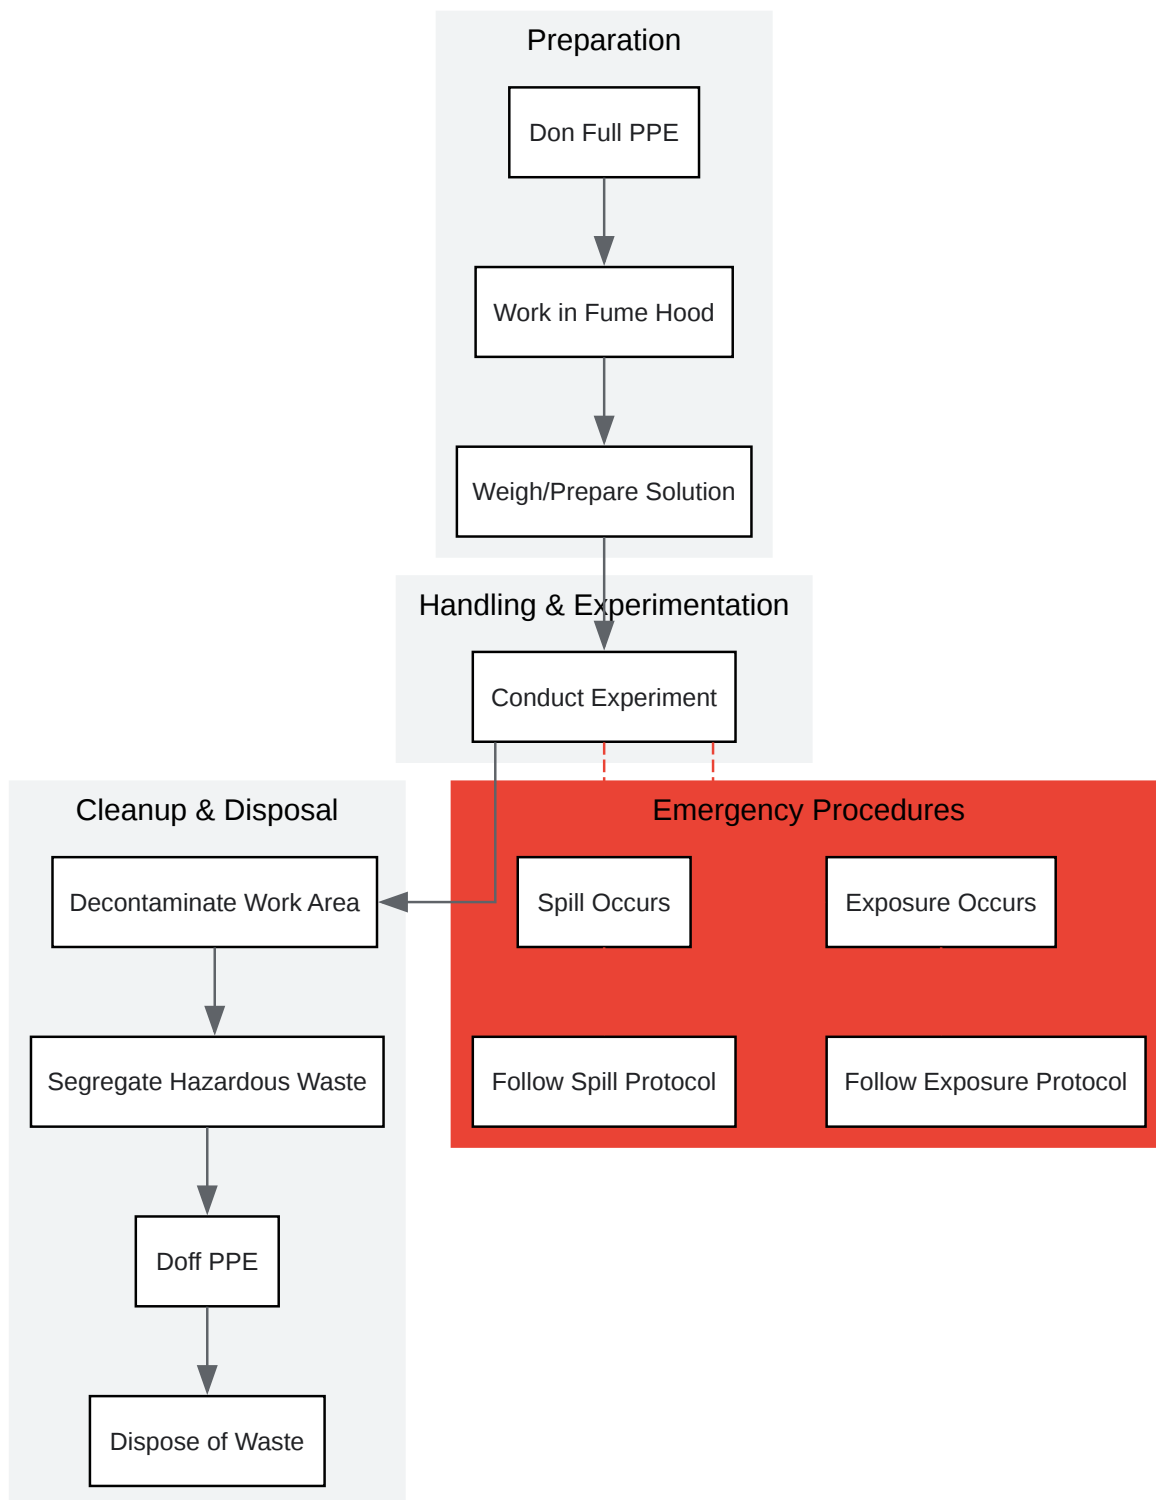 Preparation
Don Full PPE
Work in Fume Hood
Weigh/Prepare Solution
Handling & Experimentation
Conduct Experiment
Cleanup & Disposal
Decontaminate Work Area
Segregate Hazardous Waste
Doff PPE
Dispose of Waste
Emergency Procedures
Spill Occurs
Exposure Occurs
Follow Spill Protocol
Follow Exposure Protocol